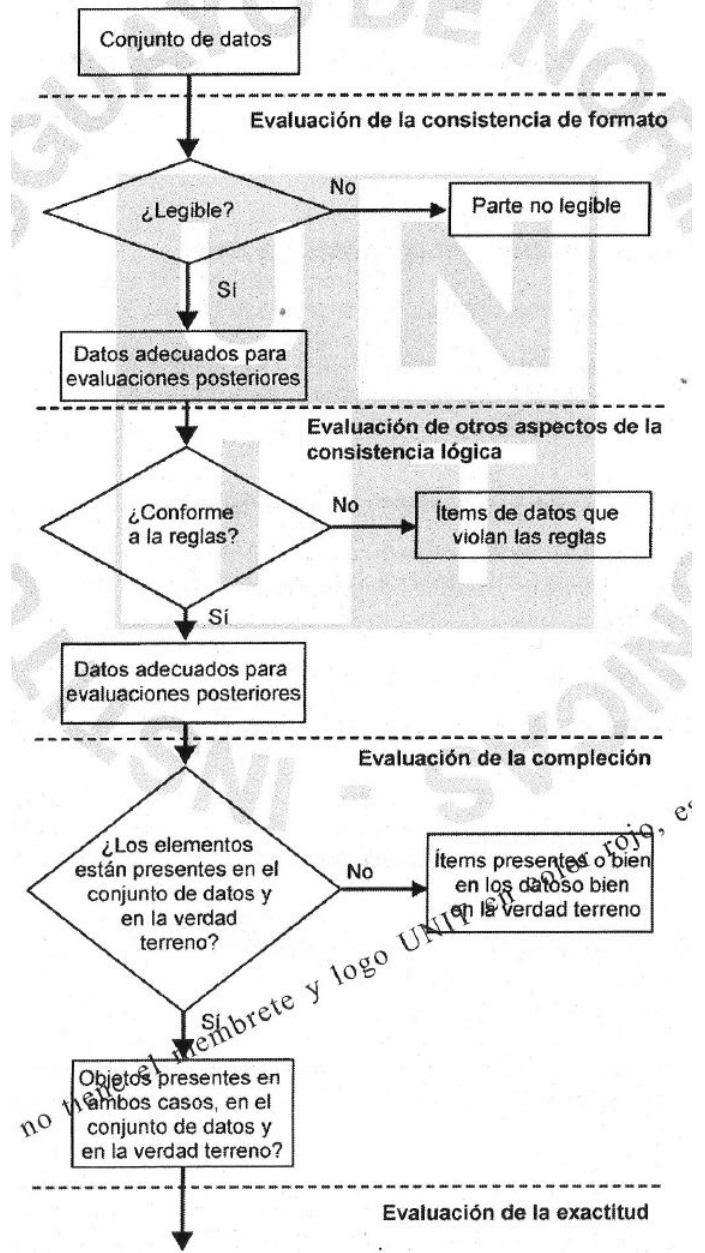 Conjunto de datos
Evaluación de la consistencia de formato
¿Legible?
No
Parte no legible
Sí
Datos adecuados para
evaluaciones posteriores
Evaluación de otros aspectos de la
consistencia lógica
¿Conforme
a la reglas?
No
Ítems de datos que
violan las reglas
Sí
Datos adecuados para
evaluaciones posteriores
Evaluación de la compleción
¿Los elementos
están presentes en el
conjunto de datos y
en la verdad
terreno?
No
Ítems presentes o bien
en los datoso bien
en la verdad terreno
Sí
Objetos presentes en
ambos casos, en el
conjunto de datos y
en la verdad terreno?
Evaluación de la exactitud
no tiene el membrete y logo UNIT en color rojo, es
UNIT